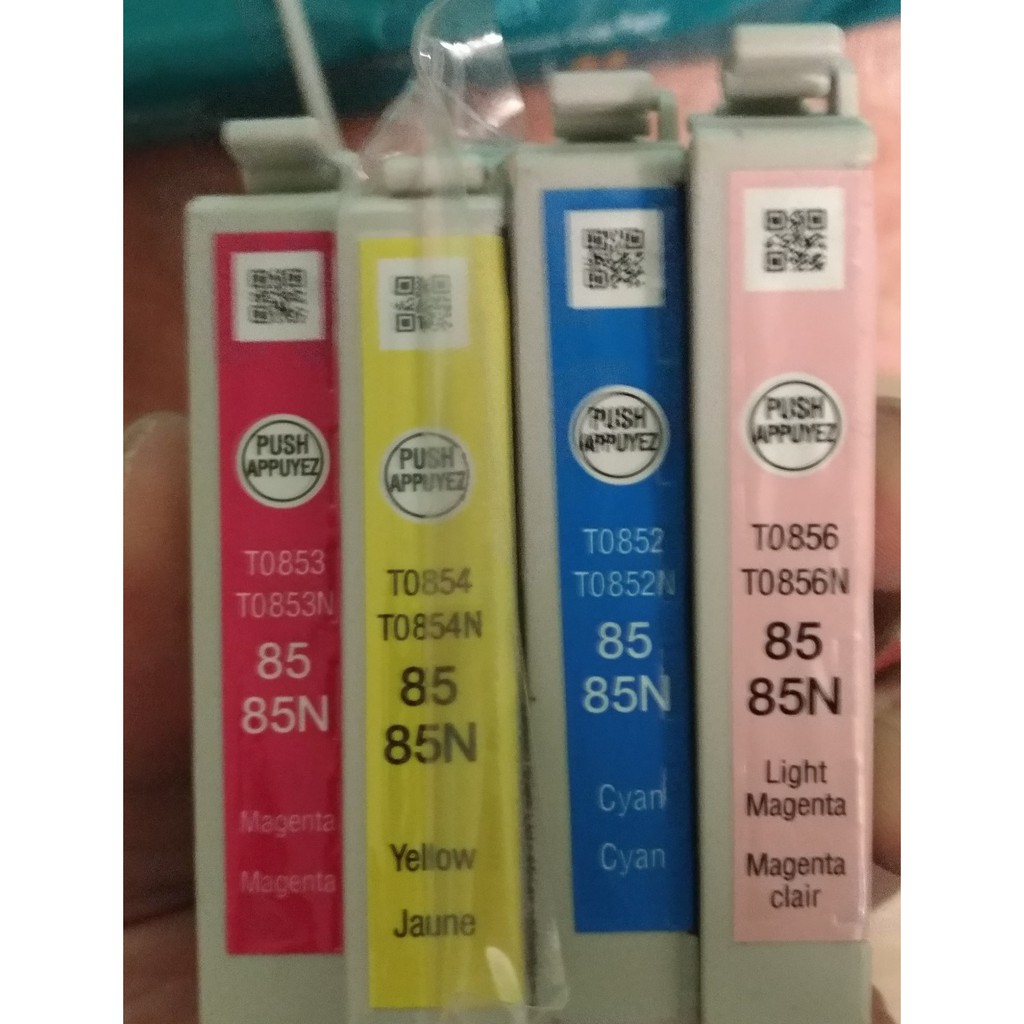 PUSH
APPUYEZ
T0853
T0853N
85
85N
Magenta
Magenta
PUSH
APPUYEZ
T0854
T0854N
85
85N
Yellow
Jaune
PUSH
APPUYEZ
T0852
T0852N
85
85N
Cyan
Cyan
PUSH
APPUYEZ
T0856
T0856N
85
85N
Light
Magenta
Magenta
clair